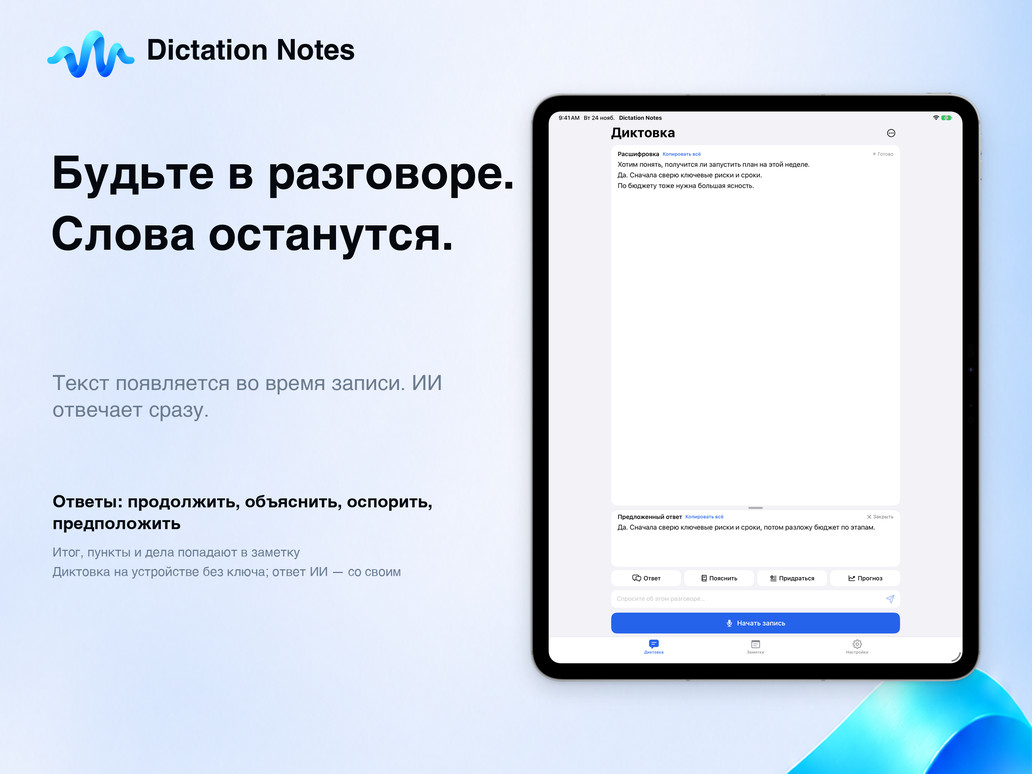 Dictation Notes
Будьте в разговоре.
Слова останутся.
Текст появляется во время записи. ИИ
отвечает сразу.
Ответы: продолжить, объяснить, оспорить,
предположить
Итог, пункты и дела попадают в заметку
Диктовка на устройстве без ключа; ответ ИИ — со своим
9:41 AM Вт 24 нояб. Dictation Notes
Диктовка
Расшифровка Копировать всё Готово
Хотим понять, получится ли запустить план на этой неделе.
Да. Сначала сверю ключевые риски и сроки.
По бюджету тоже нужна большая ясность.
Предложенный ответ Копировать всё Закрыть
Да. Сначала сверю ключевые риски и сроки, потом разложу бюджет по этапам.
Ответ Пояснить Придраться Прогноз
Спросите об этом разговоре...
Начать запись
Диктовка Заметки Настройки